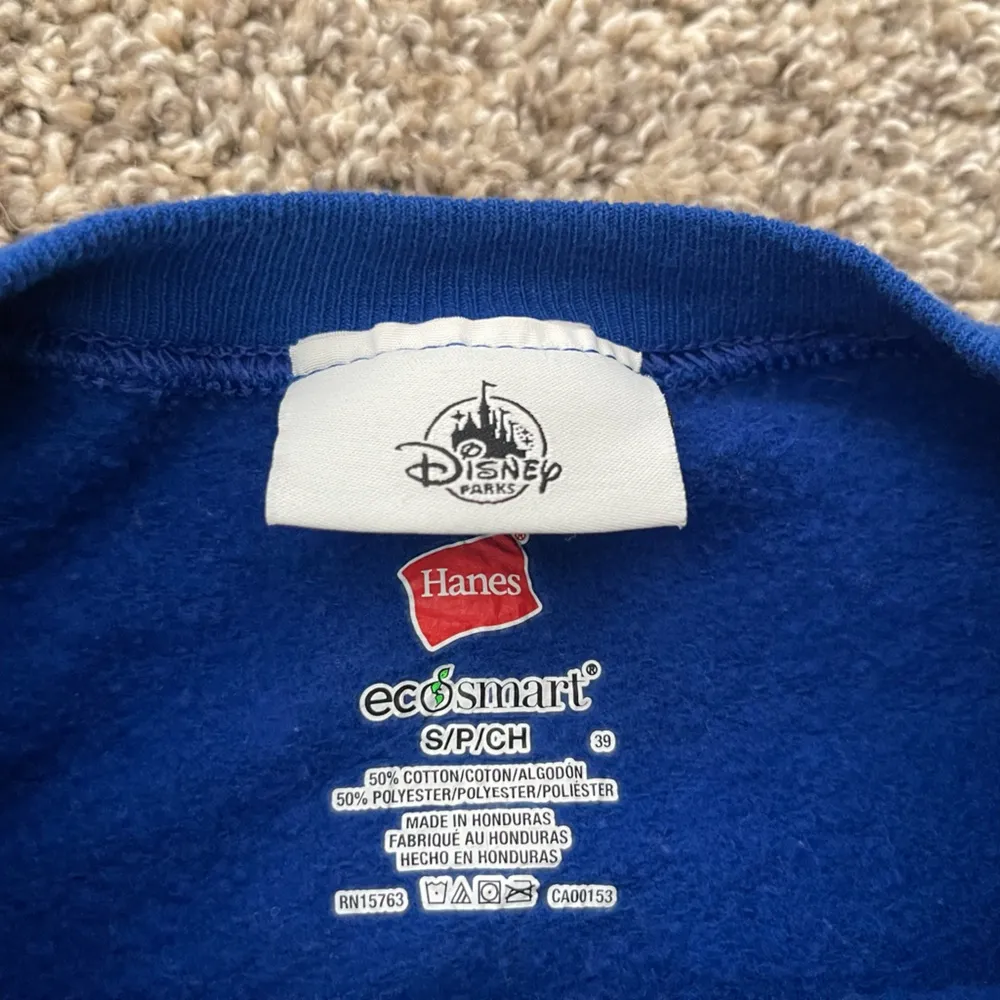 DISNEY
PARKS
Hanes®
ecosmart®
S/P/CH 39
50% COTTON/COTON/ALGODÓN
50% POLYESTER/POLYESTER/POLIÉSTER
MADE IN HONDURAS
FABRIQUÉ AU HONDURAS
HECHO EN HONDURAS
RN15763 CA00153